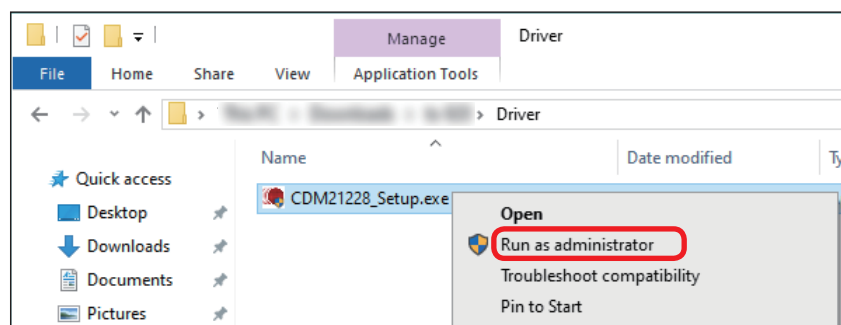 Manage
Driver
File
Home
Share
View
Application Tools
Driver
Name
Date modified
Quick access
Desktop
Downloads
Documents
Pictures
CDM21228_Setup.exe
Open
Run as administrator
Troubleshoot compatibility
Pin to Start